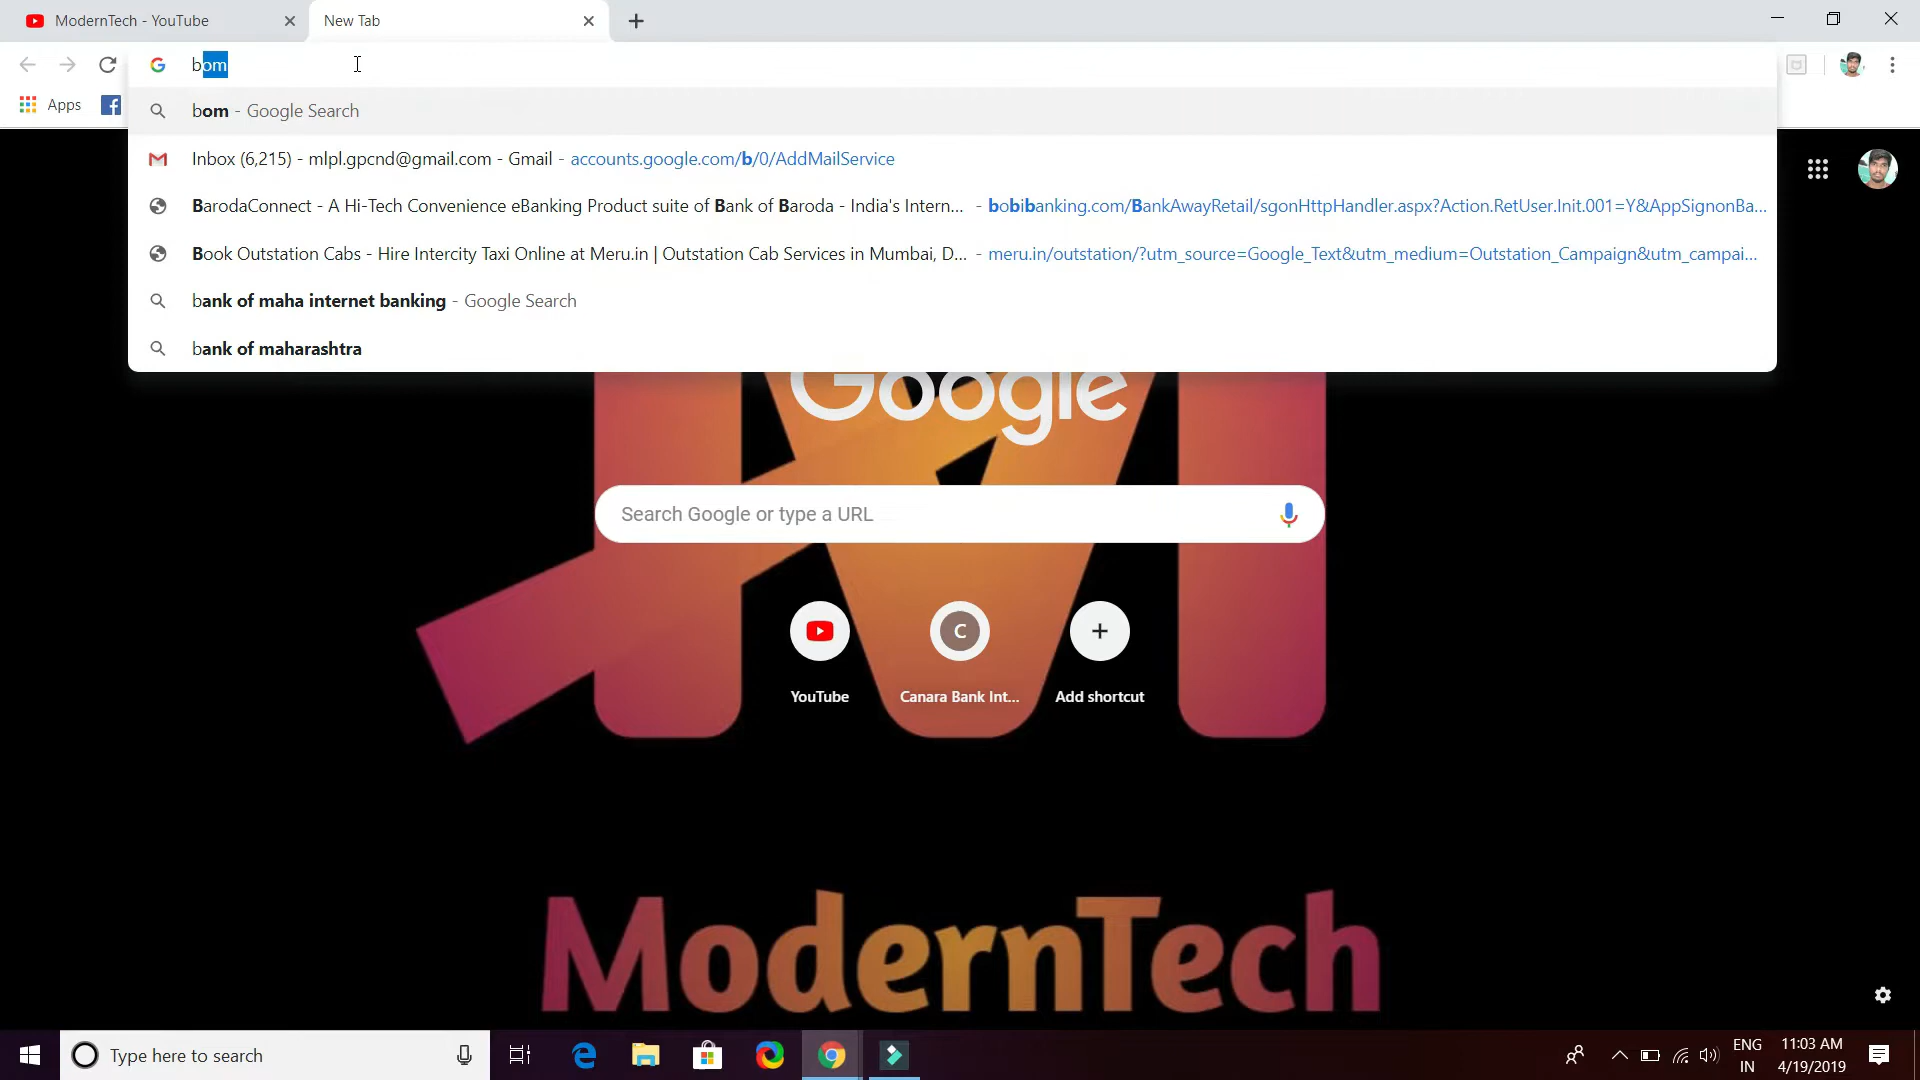 ModernTech - YouTube
New Tab
bom
Apps
bom - Google Search
Inbox (6,215) - mlpl.gpcnd@gmail.com - Gmail - accounts.google.com/b/0/AddMailService
BarodaConnect - A Hi-Tech Convenience eBanking Product suite of Bank of Baroda - India's Intern... - bobibanking.com/BankAwayRetail/sgonHttpHandler.aspx?Action.RetUser.Init.001=Y&AppSignonBa...
Book Outstation Cabs - Hire Intercity Taxi Online at Meru.in | Outstation Cab Services in Mumbai, D... - meru.in/outstation/?utm_source=Google_Text&utm_medium=Outstation_Campaign&utm_campai...
bank of maha internet banking - Google Search
bank of maharashtra
Google
Search Google or type a URL
C
YouTube
Canara Bank Int...
Add shortcut
ModernTech
Type here to search
ENG
IN
11:03 AM
4/19/2019